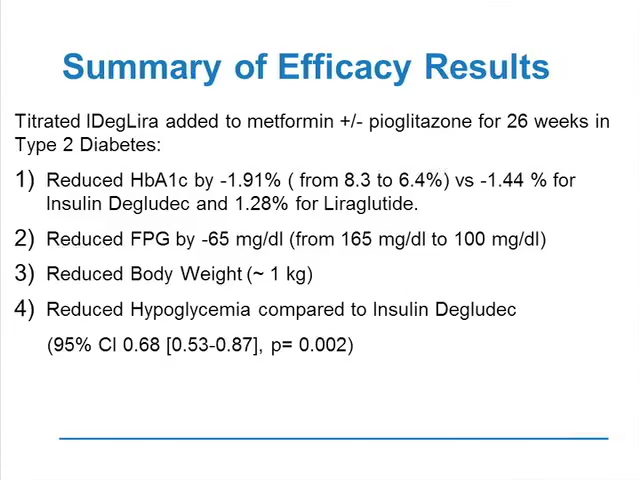 Summary of Efficacy Results
Titrated IDegLira added to metformin +/- pioglitazone for 26 weeks in
Type 2 Diabetes:
1) Reduced HbA1c by -1.91% ( from 8.3 to 6.4%) vs -1.44 % for
Insulin Degludec and 1.28% for Liraglutide.
2) Reduced FPG by -65 mg/dl (from 165 mg/dl to 100 mg/dl)
3) Reduced Body Weight (~ 1 kg)
4) Reduced Hypoglycemia compared to Insulin Degludec
(95% CI 0.68 [0.53-0.87], p= 0.002)